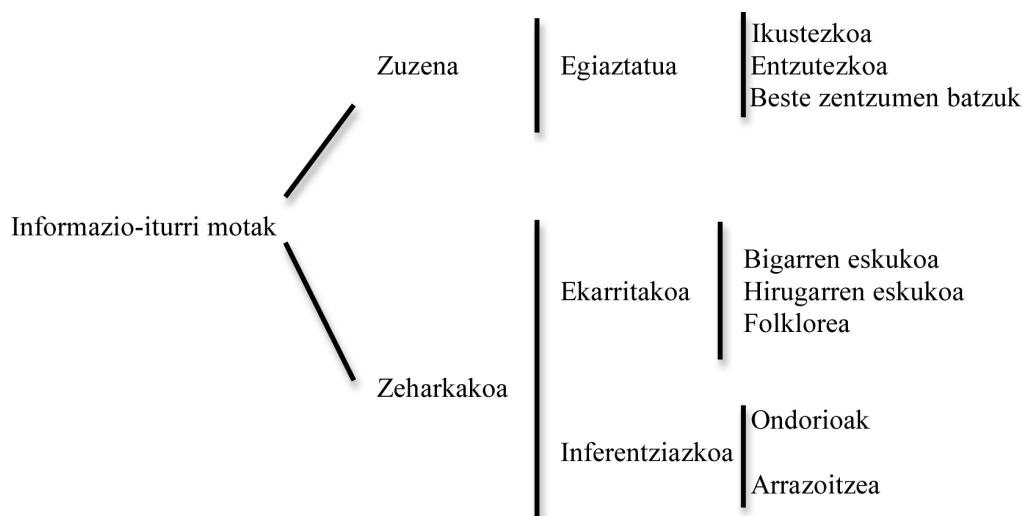 Zuzena
Egiaztatua
Ikustezkoa
Entzutezkoa
Beste zentzumen batzuk
Informazio-iturri motak
Zeharkakoa
Ekarritakoa
Bigarren eskukoa
Hirugarren eskukoa
Folklorea
Inferentziazkoa
Ondorioak
Arrazoitzea